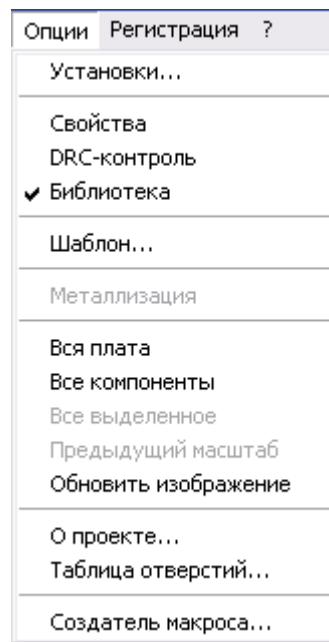 Опции Регистрация ?
Установки...
Свойства
DRC-контроль
Библиотека
Шаблон...
Металлизация
Вся плата
Все компоненты
Все выделенное
Предыдущий масштаб
Обновить изображение
О проекте...
Таблица отверстий...
Создатель макроса...